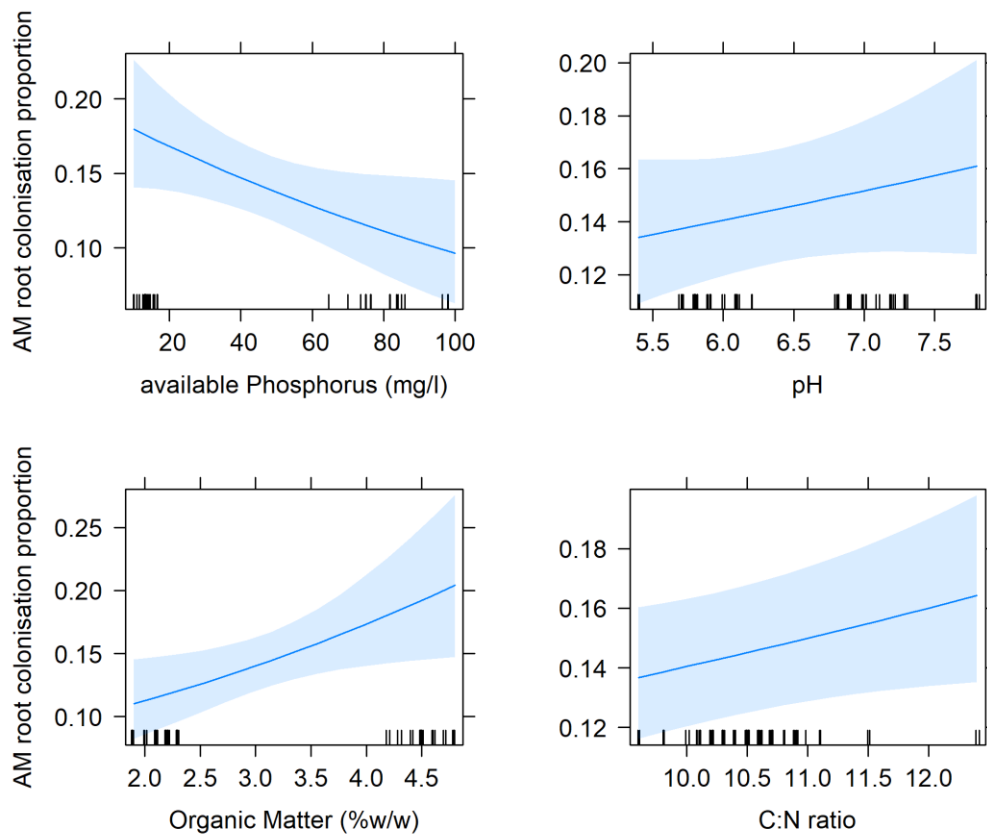 AM root colonisation proportion
0.20
0.15
0.10
20 40 60 80 100
available Phosphorus (mg/l)
0.20
0.18
0.16
0.14
0.12
5.5 6.0 6.5 7.0 7.5
pH
AM root colonisation proportion
0.25
0.20
0.15
0.10
2.0 2.5 3.0 3.5 4.0 4.5
Organic Matter (%w/w)
0.18
0.16
0.14
0.12
10.0 10.5 11.0 11.5 12.0
C:N ratio